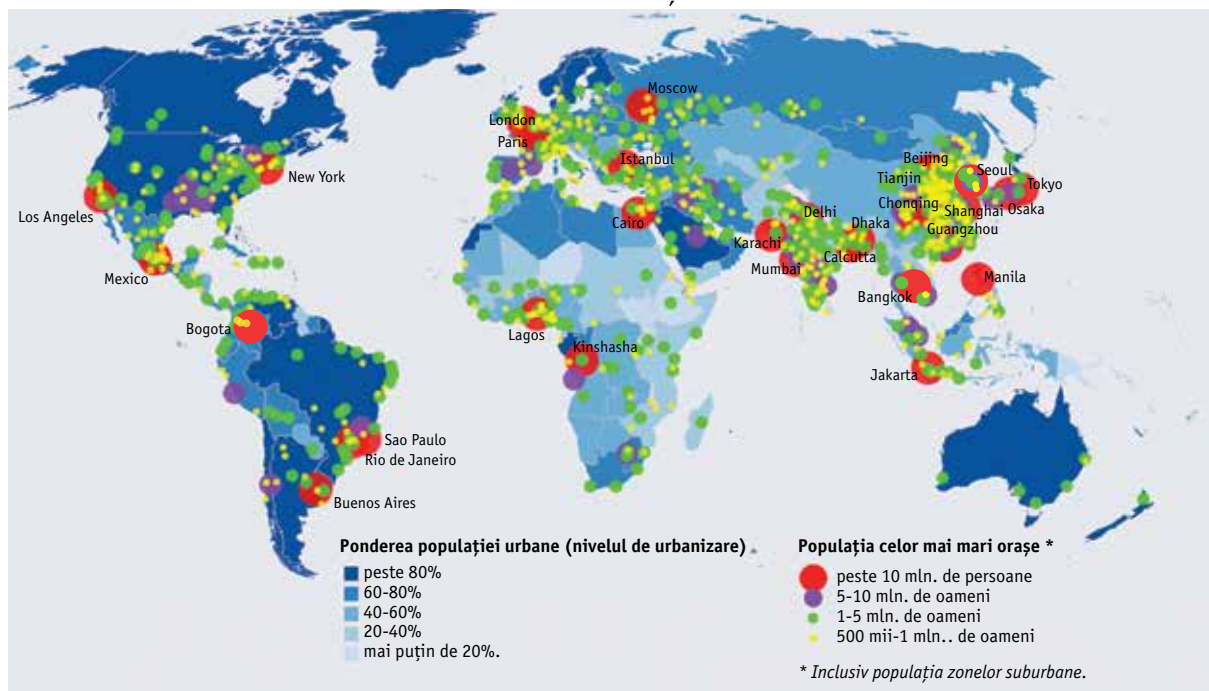 Moscow
London
Paris
Istanbul
New York
Los Angeles
Mexico
Cairo
Karachi
Delhi
Mumbai
Calcutta
Dhaka
Beijing
Tianjin
Seoul
Tokyo
Chonqing
Shanghai
Osaka
Guangzhou
Manila
Bangkok
Bogota
Lagos
Kinshasha
Jakarta
Sao Paulo
Rio de Janeiro
Buenos Aires
Ponderea populației urbane (nivelul de urbanizare)
peste 80%
60-80%
40-60%
20-40%
mai puțin de 20%.
Populația celor mai mari orașe *
peste 10 mln. de persoane
5-10 mln. de oameni
1-5 mln. de oameni
500 mii-1 mln.. de oameni
* Inclusiv populația zonelor suburbane.